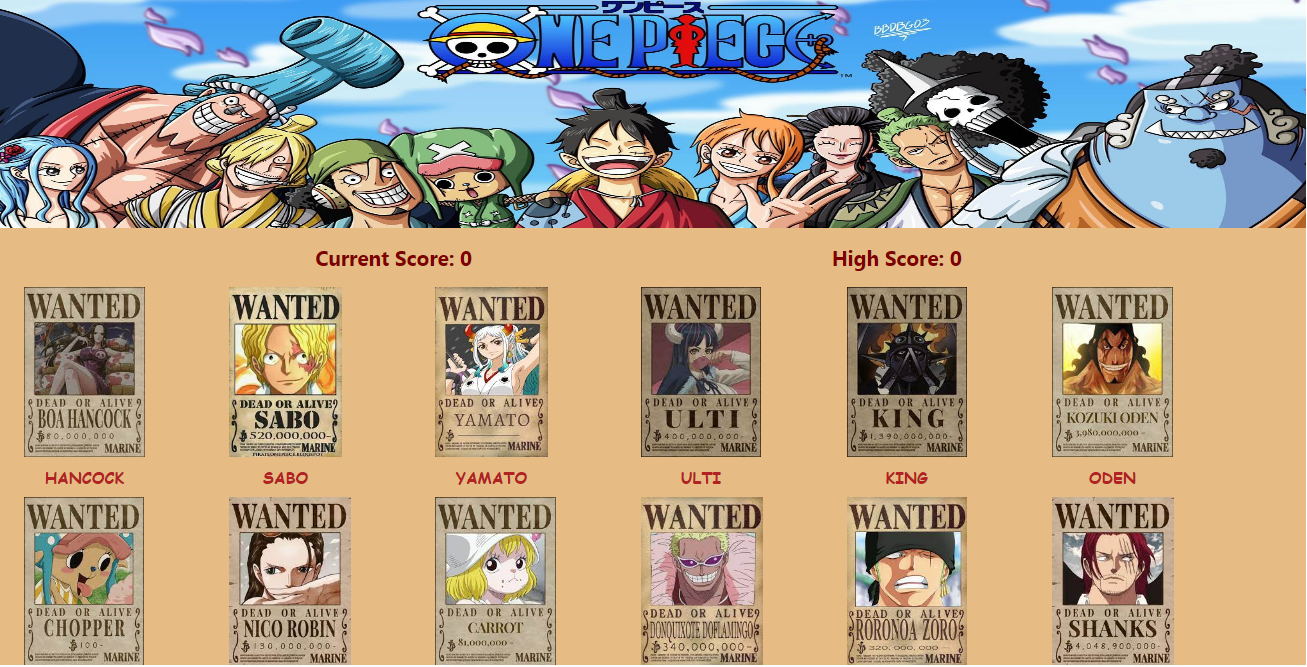 ワンピース
ONE PIECE
BBDBG03
TM
Current Score: 0
High Score: 0
WANTED
DEAD OR ALIVE
BOA HANCOCK
80,000,000
MARINE
HANCOCK
WANTED
DEAD OR ALIVE
SABO
520,000,000-
MARINE
SABO
WANTED
DEAD OR ALIVE
YAMATO
MARINE
YAMATO
WANTED
DEAD OR ALIVE
ULTI
400,000,000-
MARINE
ULTI
WANTED
DEAD OR ALIVE
KING
1,390,000,000-
MARINE
KING
WANTED
DEAD OR ALIVE
KOZUKI ODEN
3,980,000,000-
MARINE
ODEN
WANTED
DEAD OR ALIVE
CHOPPER
100-
MARINE
WANTED
DEAD OR ALIVE
NICO ROBIN
130,000,000-
MARINE
WANTED
DEAD OR ALIVE
CARROT
81,000,000-
MARINE
WANTED
DEAD OR ALIVE
DONQUIXOTE DOFLAMINGO
340,000,000-
MARINE
WANTED
DEAD OR ALIVE
RORONOA ZORO
320,000,000
MARINE
WANTED
DEAD OR ALIVE
SHANKS
4,048,900,000-
MARINE